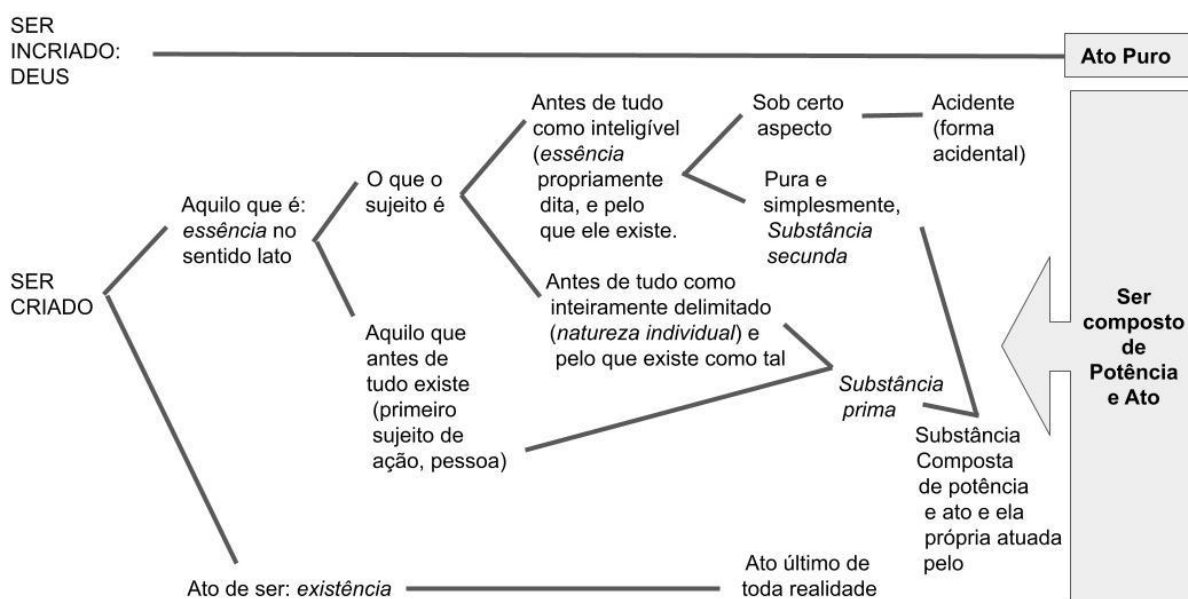 SER
INCRIADO:
DEUS
Ato Puro
SER
CRIADO
Aquilo que é:
essência no
sentido lato
O que o
sujeito é
Antes de tudo
como inteligível
(essência
propriamente
dita, e pelo
que ele existe.
Sob certo
aspecto
Acidente
(forma
acidental)
Pura e
simplesmente,
Substância
secunda
Antes de tudo como
inteiramente delimitado
(natureza individual) e
pelo que existe como tal
Aquilo que
antes de
tudo existe
(primeiro
sujeito de
ação, pessoa)
Substância
prima
Substância
Composta
de potência
e ato e ela
própria atuada
pelo
Ser
composto
de
Potência
e Ato
Ato de ser: existência
Ato último de
toda realidade